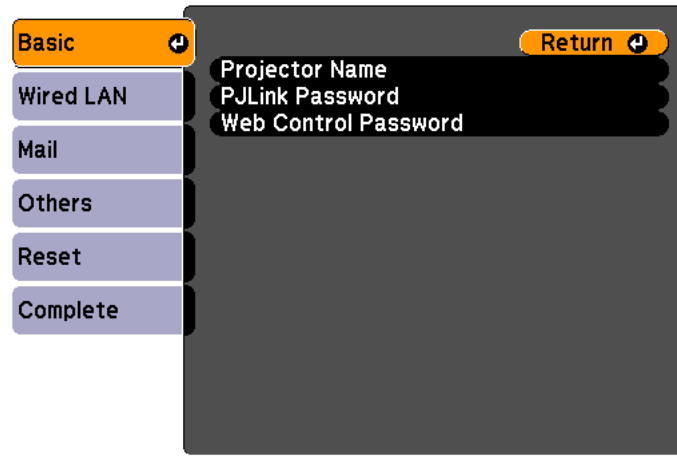 Basic
Return
Projector Name
Wired LAN
PJLink Password
Web Control Password
Mail
Others
Reset
Complete